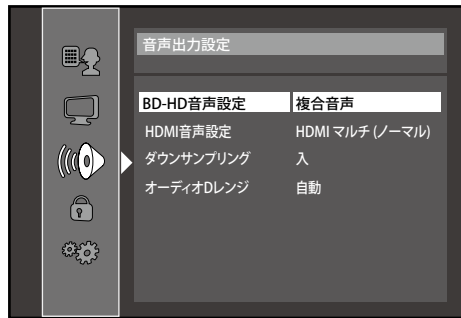 音声出力設定
BD-HD音声設定 複合音声
HDMI音声設定 HDMI マルチ (ノーマル)
ダウンサンプリング 入
オーディオDレンジ 自動